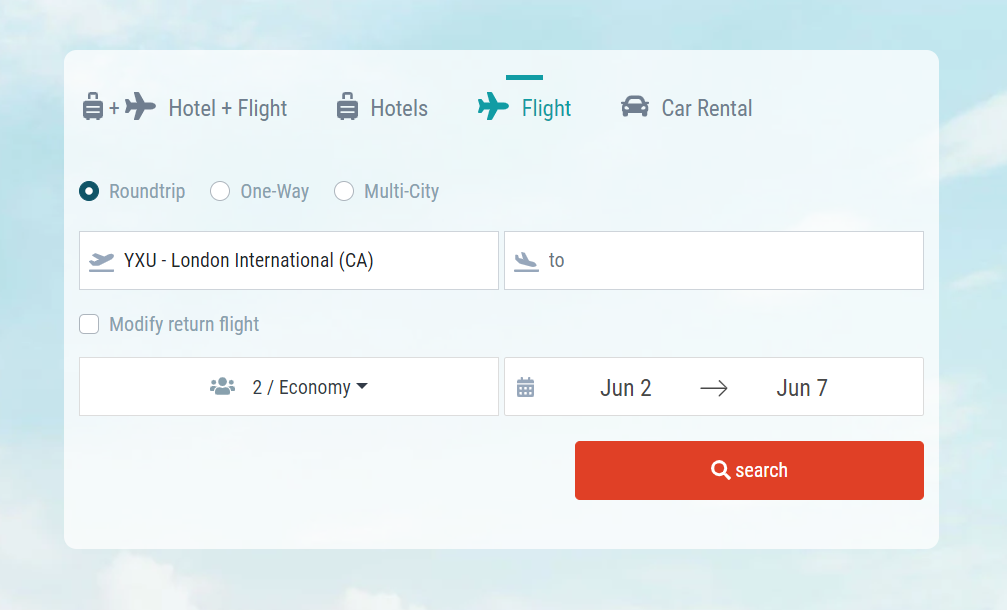 + Hotel + Flight Hotels Flight Car Rental
Roundtrip One-Way Multi-City
YXU - London International (CA) to
Modify return flight
2 / Economy Jun 2 Jun 7
search